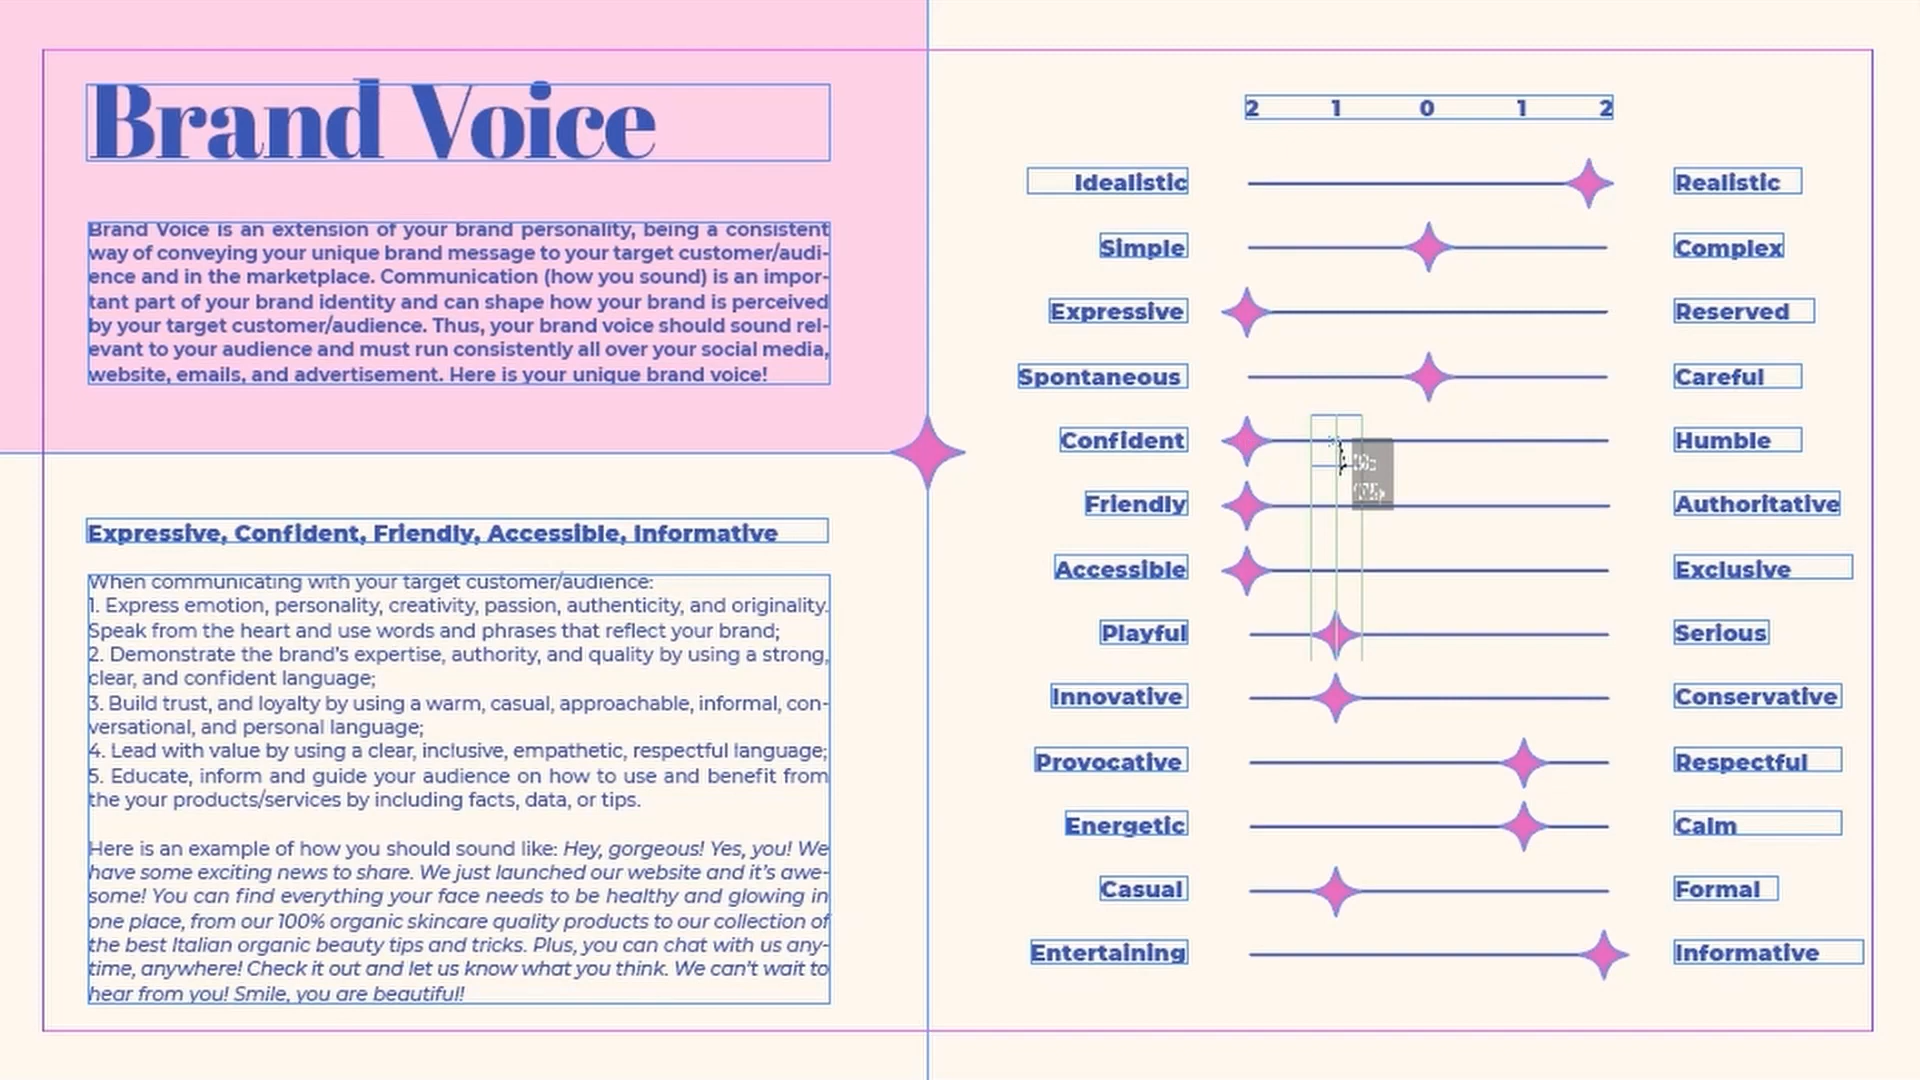 Brand Voice
Brand Voice is an extension of your brand personality, being a consistent
way of conveying your unique brand message to your target customer/audi-
ence and in the marketplace. Communication (how you sound) is an impor-
tant part of your brand identity and can shape how your brand is perceived
by your target customer/audience. Thus, your brand voice should sound rel-
evant to your audience and must run consistently all over your social media,
website, emails, and advertisement. Here is your unique brand voice!
Expressive, Confident, Friendly, Accessible, Informative
When communicating with your target customer/audience:
1. Express emotion, personality, creativity, passion, authenticity, and originality.
Speak from the heart and use words and phrases that reflect your brand;
2. Demonstrate the brand's expertise, authority, and quality by using a strong,
clear, and confident language;
3. Build trust, and loyalty by using a warm, casual, approachable, informal, con-
versational, and personal language;
4. Lead with value by using a clear, inclusive, empathetic, respectful language;
5. Educate, inform and guide your audience on how to use and benefit from
the your products/services by including facts, data, or tips.
Here is an example of how you should sound like: Hey, gorgeous! Yes, you! We
have some exciting news to share. We just launched our website and it's awe-
some! You can find everything your face needs to be healthy and glowing in
one place, from our 100% organic skincare quality products to our collection of
the best Italian organic beauty tips and tricks. Plus, you can chat with us any-
time, anywhere! Check it out and let us know what you think. We can't wait to
hear from you! Smile, you are beautiful!
2 1 0 1 2
Idealistic Realistic
Simple Complex
Expressive Reserved
Spontaneous Careful
Confident Humble
Friendly Authoritative
Accessible Exclusive
Playful Serious
Innovative Conservative
Provocative Respectful
Energetic Calm
Casual Formal
Entertaining Informative